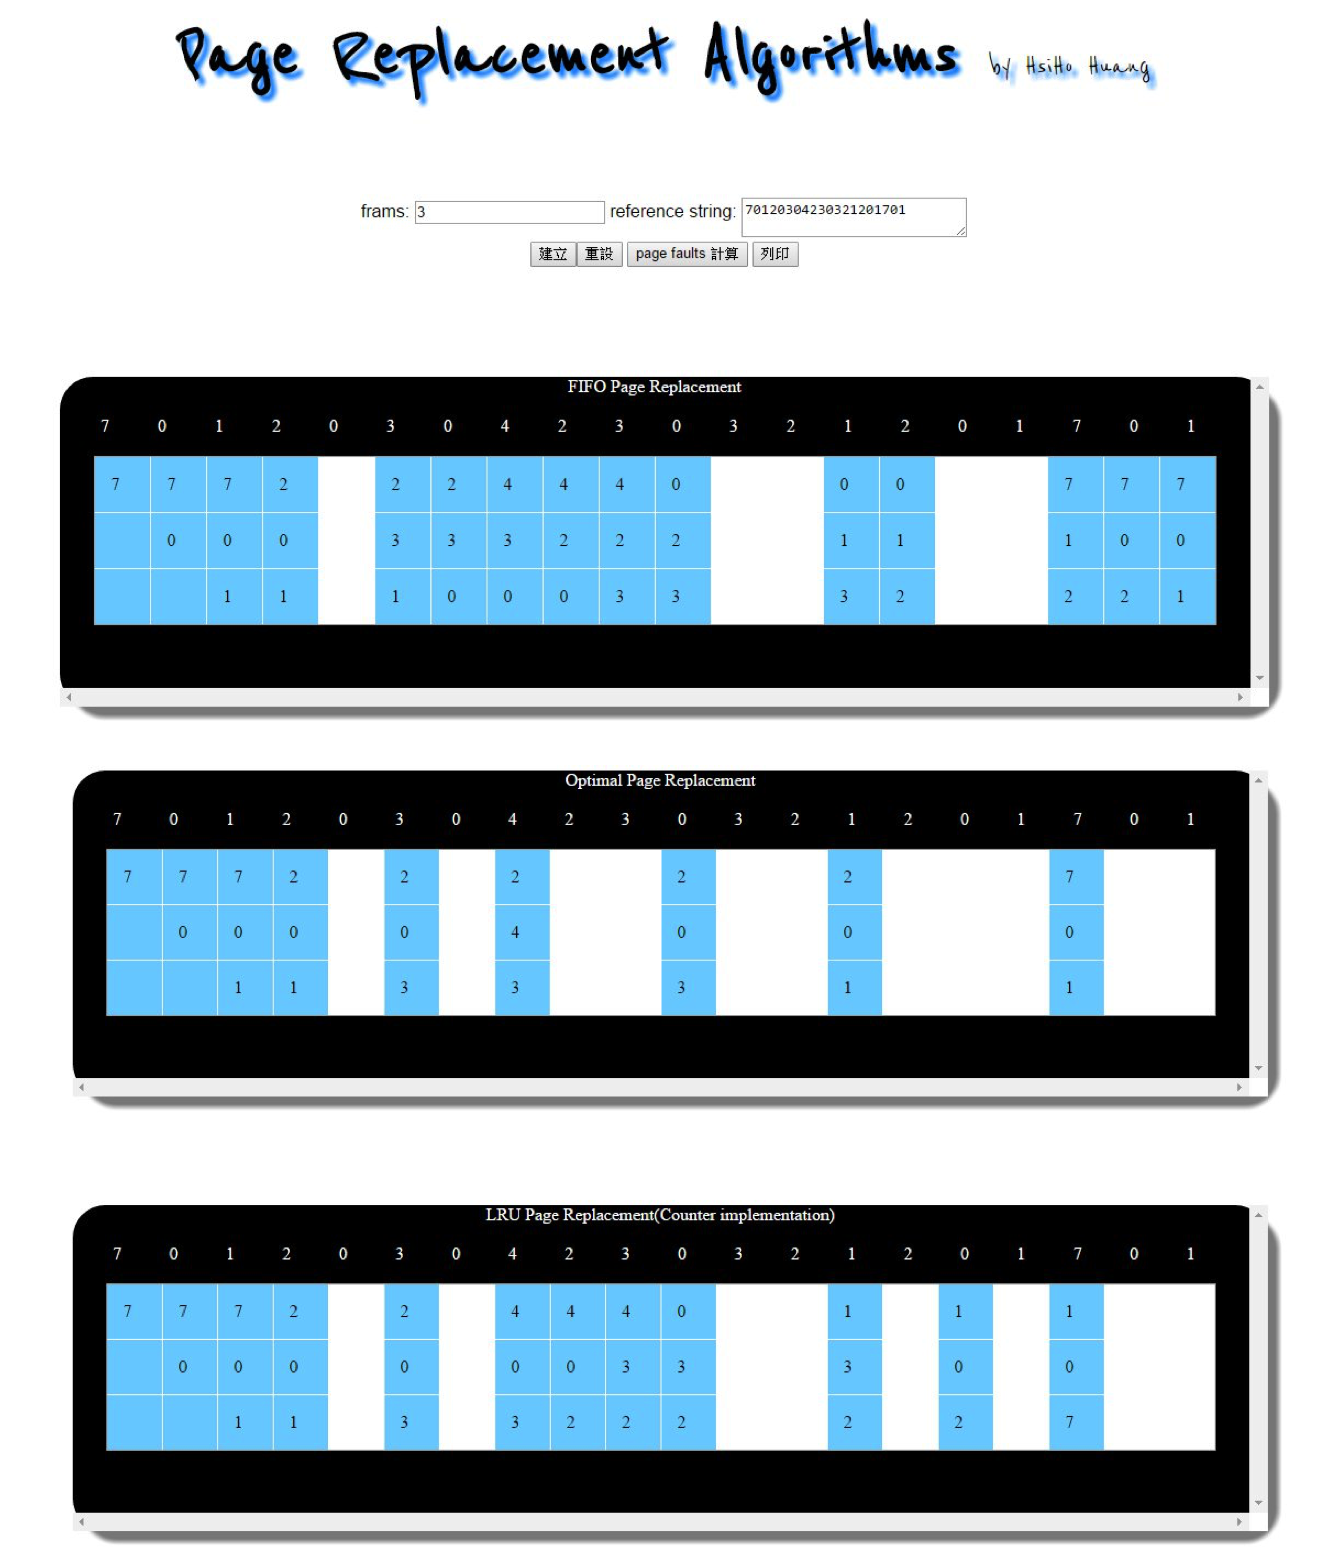 Page Replacement Algorithms by HsiHo Huang
frams: 3 reference string: 70120304230321201701
建立 重設 page faults 計算 列印
FIFO Page Replacement
7 0 1 2 0 3 0 4 2 3 0 3 2 1 2 0 1 7 0 1
7 7 7 2 2 2 4 4 4 0 0 0 7 7 7
0 0 0 3 3 3 2 2 2 1 1 1 0 0
1 1 1 0 0 0 3 3 3 2 2 2 1
Optimal Page Replacement
7 0 1 2 0 3 0 4 2 3 0 3 2 1 2 0 1 7 0 1
7 7 7 2 2 2 2 2 7
0 0 0 0 4 0 0 0
1 1 3 3 3 1 1
LRU Page Replacement(Counter implementation)
7 0 1 2 0 3 0 4 2 3 0 3 2 1 2 0 1 7 0 1
7 7 7 2 2 4 4 4 0 1 1 1
0 0 0 0 0 0 3 3 3 0 0
1 1 3 3 2 2 2 2 2 7